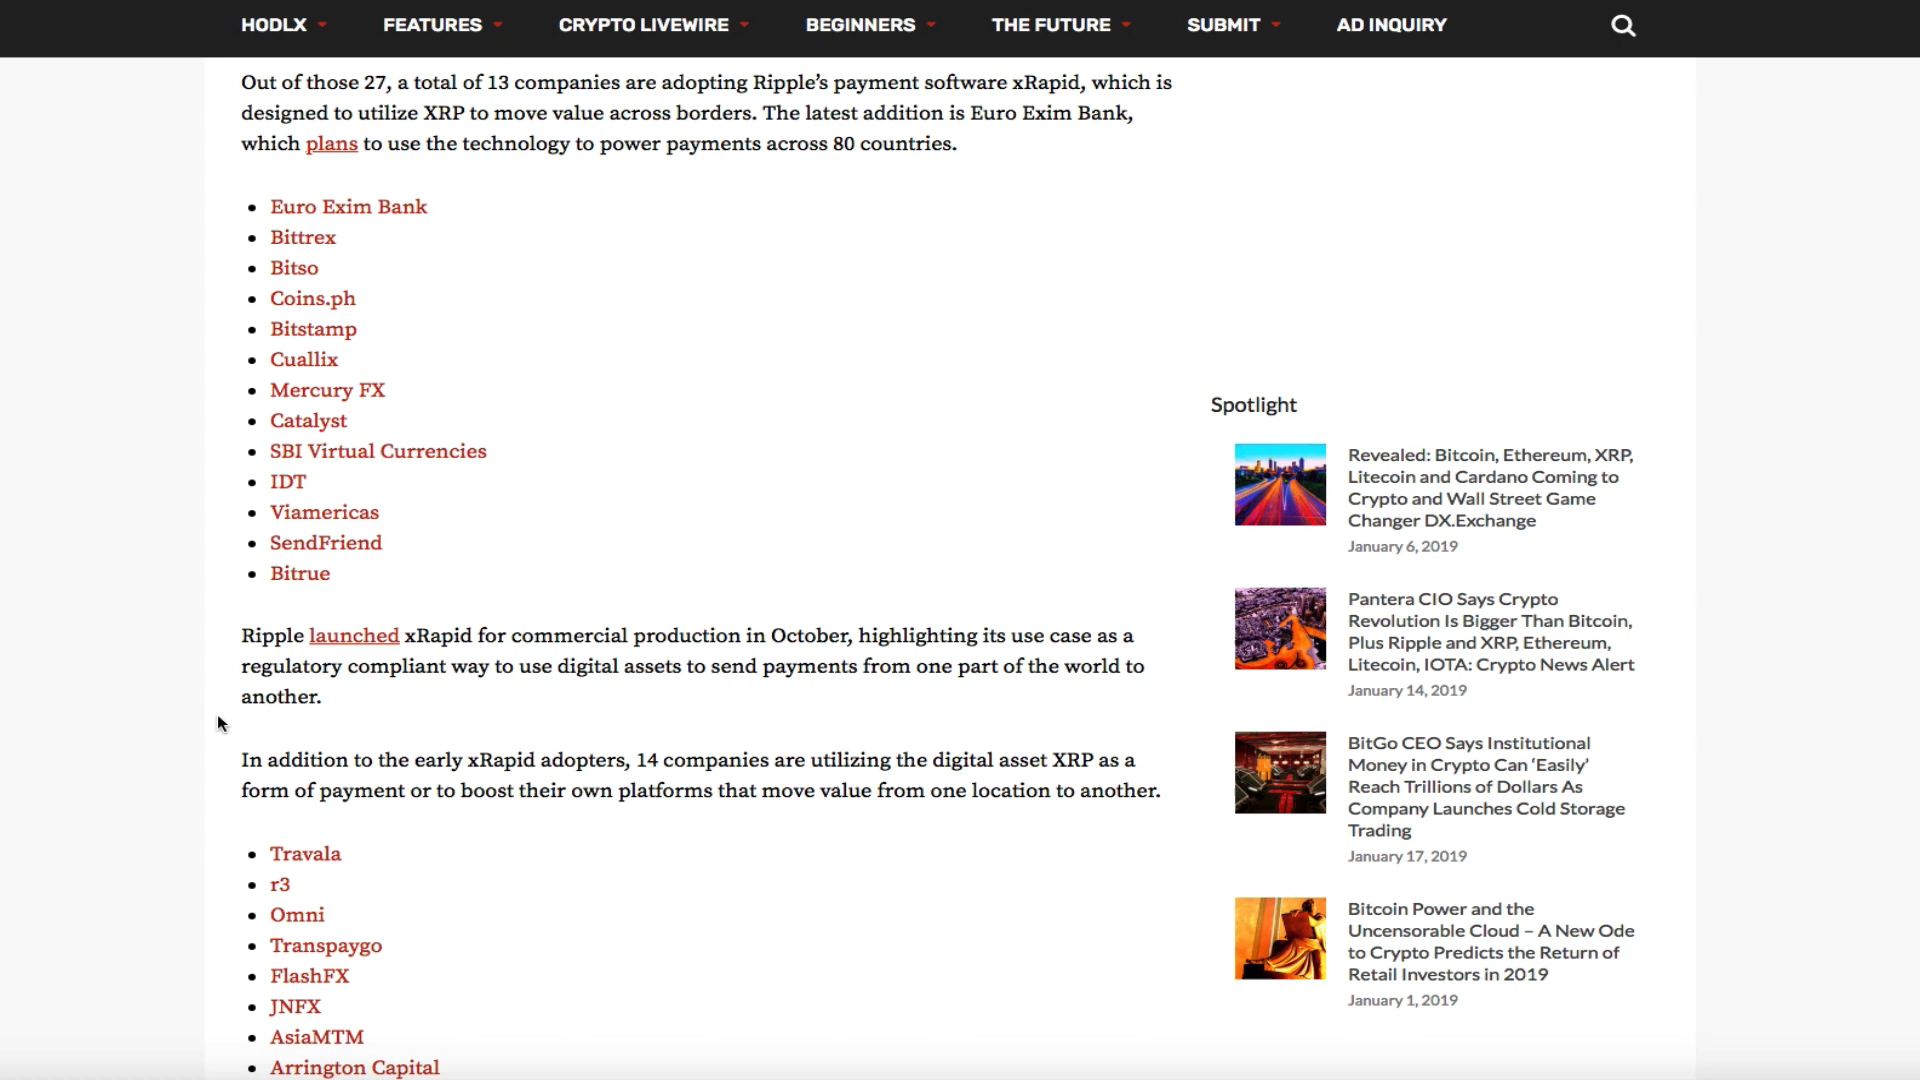 HODLX FEATURES CRYPTO LIVEWIRE BEGINNERS THE FUTURE SUBMIT AD INQUIRY
Out of those 27, a total of 13 companies are adopting Ripple’s payment software xRapid, which is
designed to utilize XRP to move value across borders. The latest addition is Euro Exim Bank,
which plans to use the technology to power payments across 80 countries.
Euro Exim Bank
Bittrex
Bitso
Coins.ph
Bitstamp
Cuallix
Mercury FX
Catalyst
SBI Virtual Currencies
IDT
Viamericas
SendFriend
Bitrue
Ripple launched xRapid for commercial production in October, highlighting its use case as a
regulatory compliant way to use digital assets to send payments from one part of the world to
another.
In addition to the early xRapid adopters, 14 companies are utilizing the digital asset XRP as a
form of payment or to boost their own platforms that move value from one location to another.
Travala
r3
Omni
Transpaygo
FlashFX
JNFX
AsiaMTM
Arrington Capital
Spotlight
Revealed: Bitcoin, Ethereum, XRP,
Litecoin and Cardano Coming to
Crypto and Wall Street Game
Changer DX.Exchange
January 6, 2019
Pantera CIO Says Crypto
Revolution Is Bigger Than Bitcoin,
Plus Ripple and XRP, Ethereum,
Litecoin, IOTA: Crypto News Alert
January 14, 2019
BitGo CEO Says Institutional
Money in Crypto Can ‘Easily’
Reach Trillions of Dollars As
Company Launches Cold Storage
Trading
January 17, 2019
Bitcoin Power and the
Uncensorable Cloud – A New Ode
to Crypto Predicts the Return of
Retail Investors in 2019
January 1, 2019